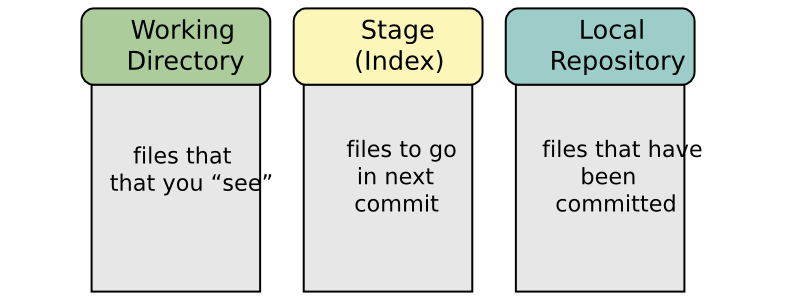 Working
Directory
files that
that you “see”
Stage
(Index)
files to go
in next
commit
Local
Repository
files that have
been
committed